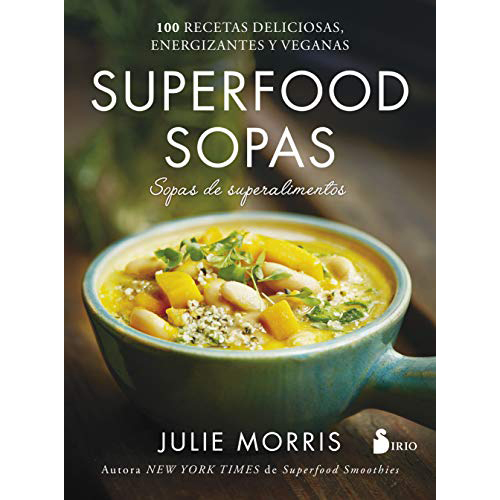 100 RECETAS DELICIOSAS,
ENERGIZANTES Y VEGANAS
SUPERFOOD
SOPAS
Sopas de superalimentos
JULIE MORRIS
SIRIO
Autora NEW YORK TIMES de Superfood Smoothies